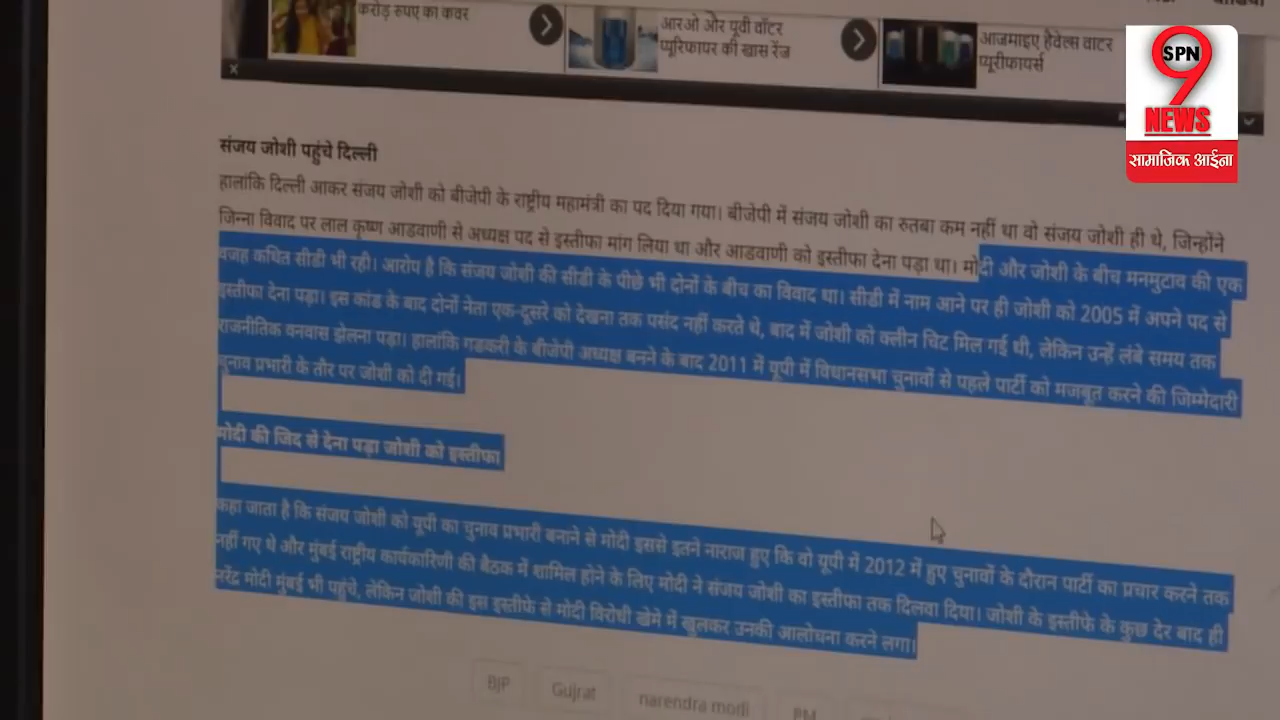 करोड़ रुपए का कवर
आरओ और यूवी वॉटर
प्यूरिफायर की खास रेंज
आजमाइए हैवेल्स वाटर
प्यूरीफायर्स
X
SPN
9
NEWS
सामाजिक आईना
संजय जोशी पहुंचे दिल्ली
हालांकि दिल्ली आकर संजय जोशी को बीजेपी के राष्ट्रीय महामंत्री का पद दिया गया। बीजेपी में संजय जोशी का रुतबा कम नहीं था वो संजय जोशी ही थे, जिन्होंने
जिन्ना विवाद पर लाल कृष्ण आडवाणी से अध्यक्ष पद से इस्तीफा मांग लिया था और आडवाणी को इस्तीफा देना पड़ा था। मोदी और जोशी के बीच मनमुटाव की एक
वजह कथित सीडी भी रही। आरोप है कि संजय जोशी की सीडी के पीछे भी दोनों के बीच का विवाद था। सीडी में नाम आने पर ही जोशी को 2005 में अपने पद से
इस्तीफा देना पड़ा। इस कांड के बाद दोनों नेता एक-दूसरे को देखना तक पसंद नहीं करते थे, बाद में जोशी को क्लीन चिट मिल गई थी, लेकिन उन्हें लंबे समय तक
राजनीतिक वनवास झेलना पड़ा। हालांकि गडकरी के बीजेपी अध्यक्ष बनने के बाद 2011 में यूपी में विधानसभा चुनावों से पहले पार्टी को मजबूत करने की जिम्मेदारी
चुनाव प्रभारी के तौर पर जोशी को दी गई।
मोदी की जिद से देना पड़ा जोशी को इस्तीफा
कहा जाता है कि संजय जोशी को यूपी का चुनाव प्रभारी बनाने से मोदी इससे इतने नाराज हुए कि वो यूपी में 2012 में हुए चुनावों के दौरान पार्टी का प्रचार करने तक
नहीं गए थे और मुंबई राष्ट्रीय कार्यकारिणी की बैठक में शामिल होने के लिए मोदी ने संजय जोशी का इस्तीफा तक दिलवा दिया। जोशी के इस्तीफे के कुछ देर बाद ही
नरेंद्र मोदी मुंबई भी पहुंचे, लेकिन जोशी की इस इस्तीफे से मोदी विरोधी खेमे में खुलकर उनकी आलोचना करने लगा।
BJP
Gujrat
narendra modi
PM